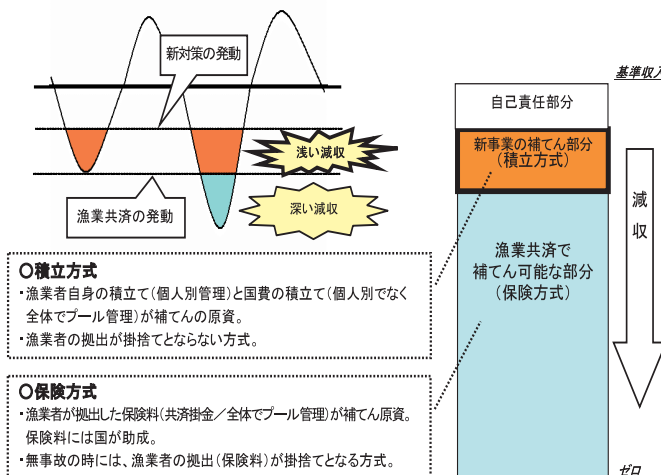 新対策の発動
浅い減収
漁業共済の発動
深い減収
基準収入
自己責任部分
新事業の補てん部分
(積立方式)
減収
漁業共済で
補てん可能な部分
(保険方式)
ゼロ
○積立方式
・漁業者自身の積立て(個人別管理)と国費の積立て(個人別でなく
全体でプール管理)が補てんの原資。
・漁業者の拠出が掛捨てとならない方式。
○保険方式
・漁業者が拠出した保険料(共済掛金/全体でプール管理)が補てん原資。
保険料には国が助成。
・無事故の時には、漁業者の拠出(保険料)が掛捨てとなる方式。